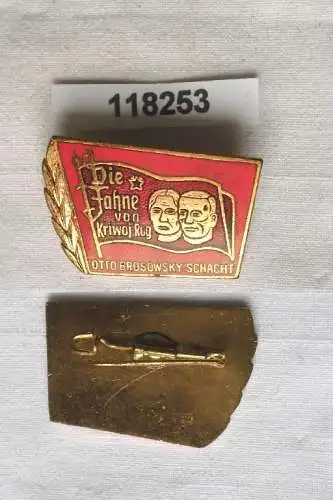 118253
Die
Fahne
von
Kriwoj Rog
OTTO BROSOWSKY SCHACHT